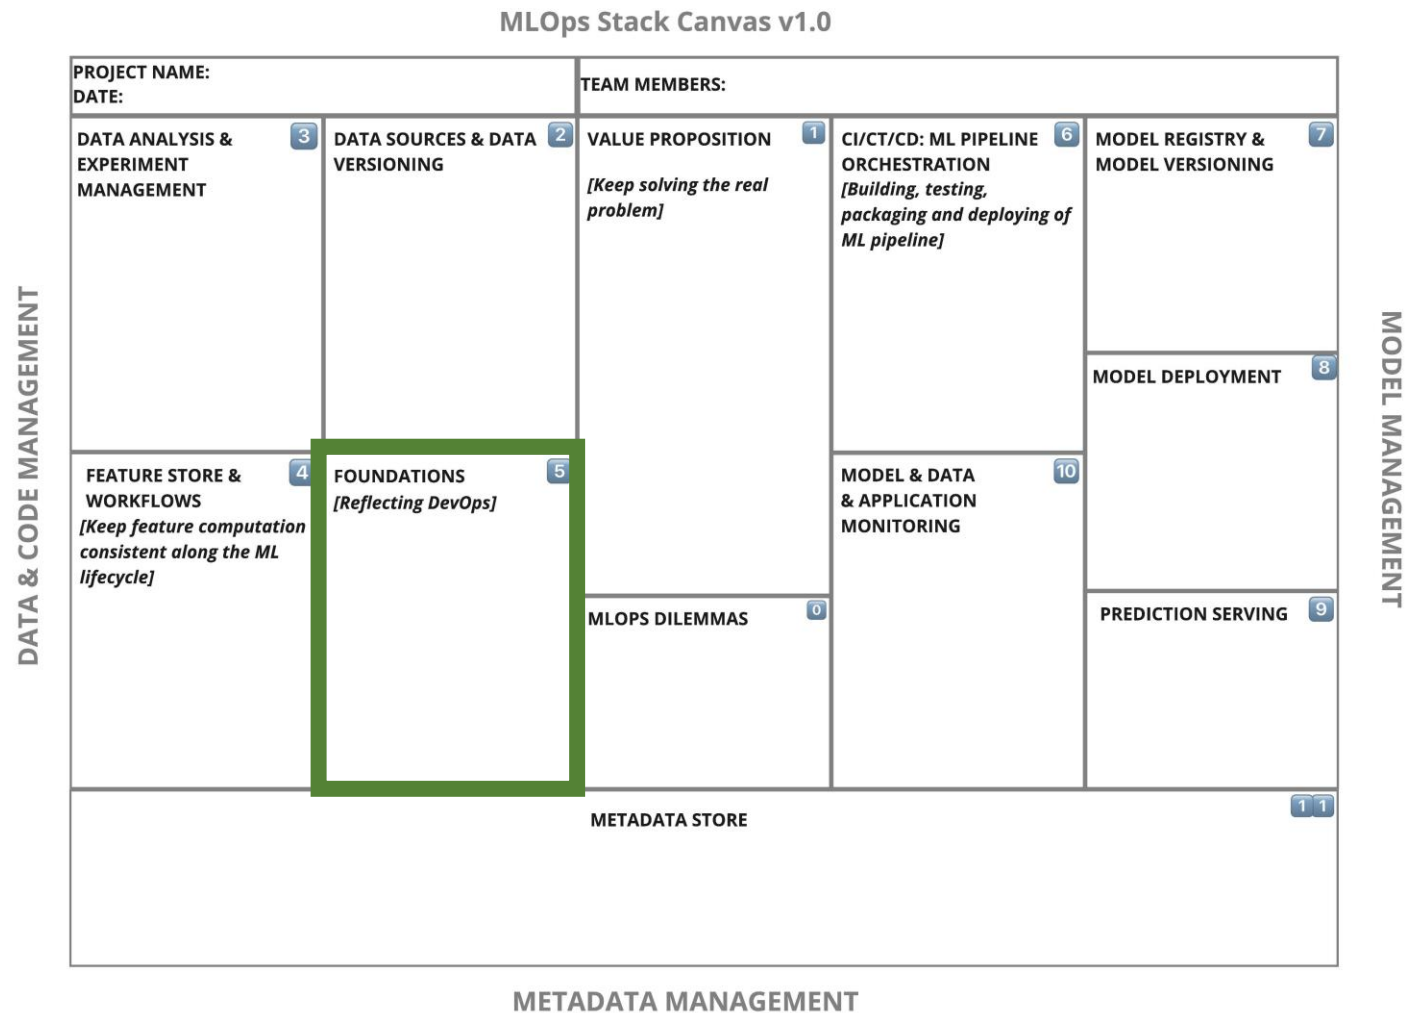 MLOps Stack Canvas v1.0
PROJECT NAME:
DATE:
TEAM MEMBERS:
DATA ANALYSIS &
EXPERIMENT
MANAGEMENT
3
DATA SOURCES & DATA
VERSIONING
2
VALUE PROPOSITION
1
[Keep solving the real
problem]
CI/CT/CD: ML PIPELINE
ORCHESTRATION
6
[Building, testing,
packaging and deploying of
ML pipeline]
MODEL REGISTRY &
MODEL VERSIONING
7
MODEL DEPLOYMENT
8
FEATURE STORE &
WORKFLOWS
4
[Keep feature computation
consistent along the ML
lifecycle]
FOUNDATIONS
5
[Reflecting DevOps]
MLOPS DILEMMAS
0
MODEL & DATA
& APPLICATION
MONITORING
10
PREDICTION SERVING
9
METADATA STORE
11
DATA & CODE MANAGEMENT
MODEL MANAGEMENT
METADATA MANAGEMENT